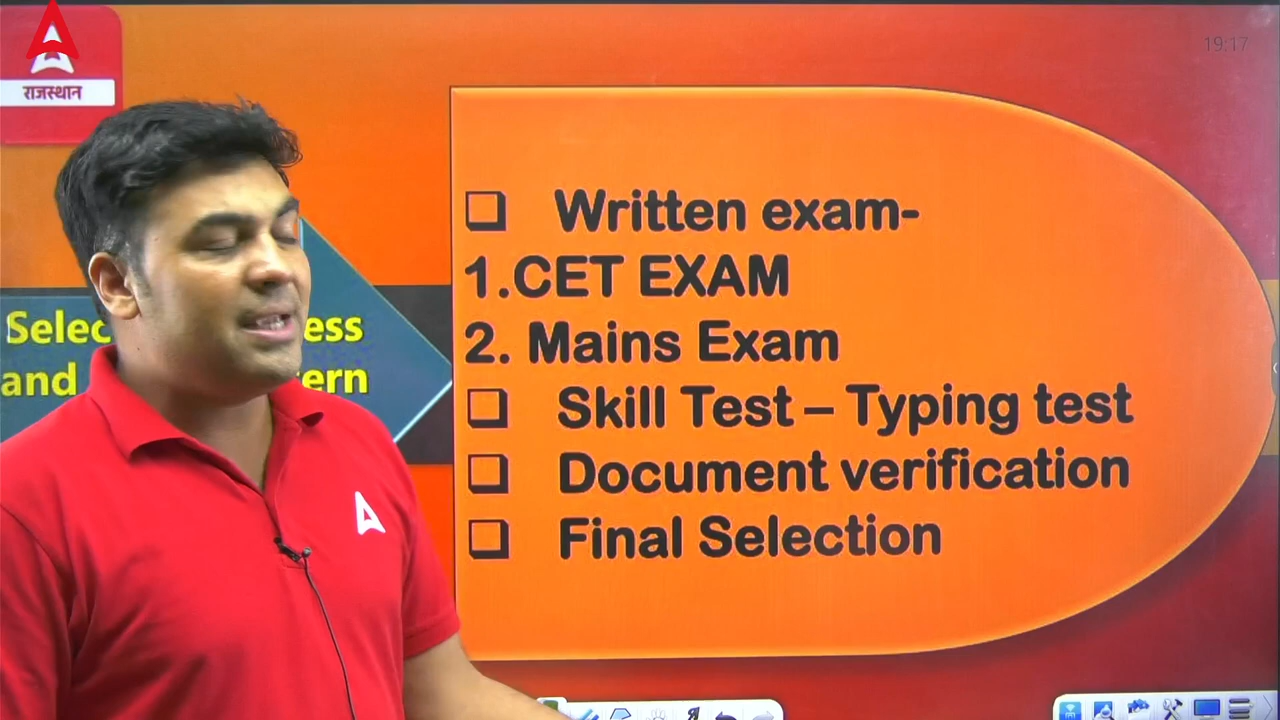 A
राजस्थान
19:17
Written exam-
1.CET EXAM
2. Mains Exam
Skill Test – Typing test
Document verification
Final Selection
and
A